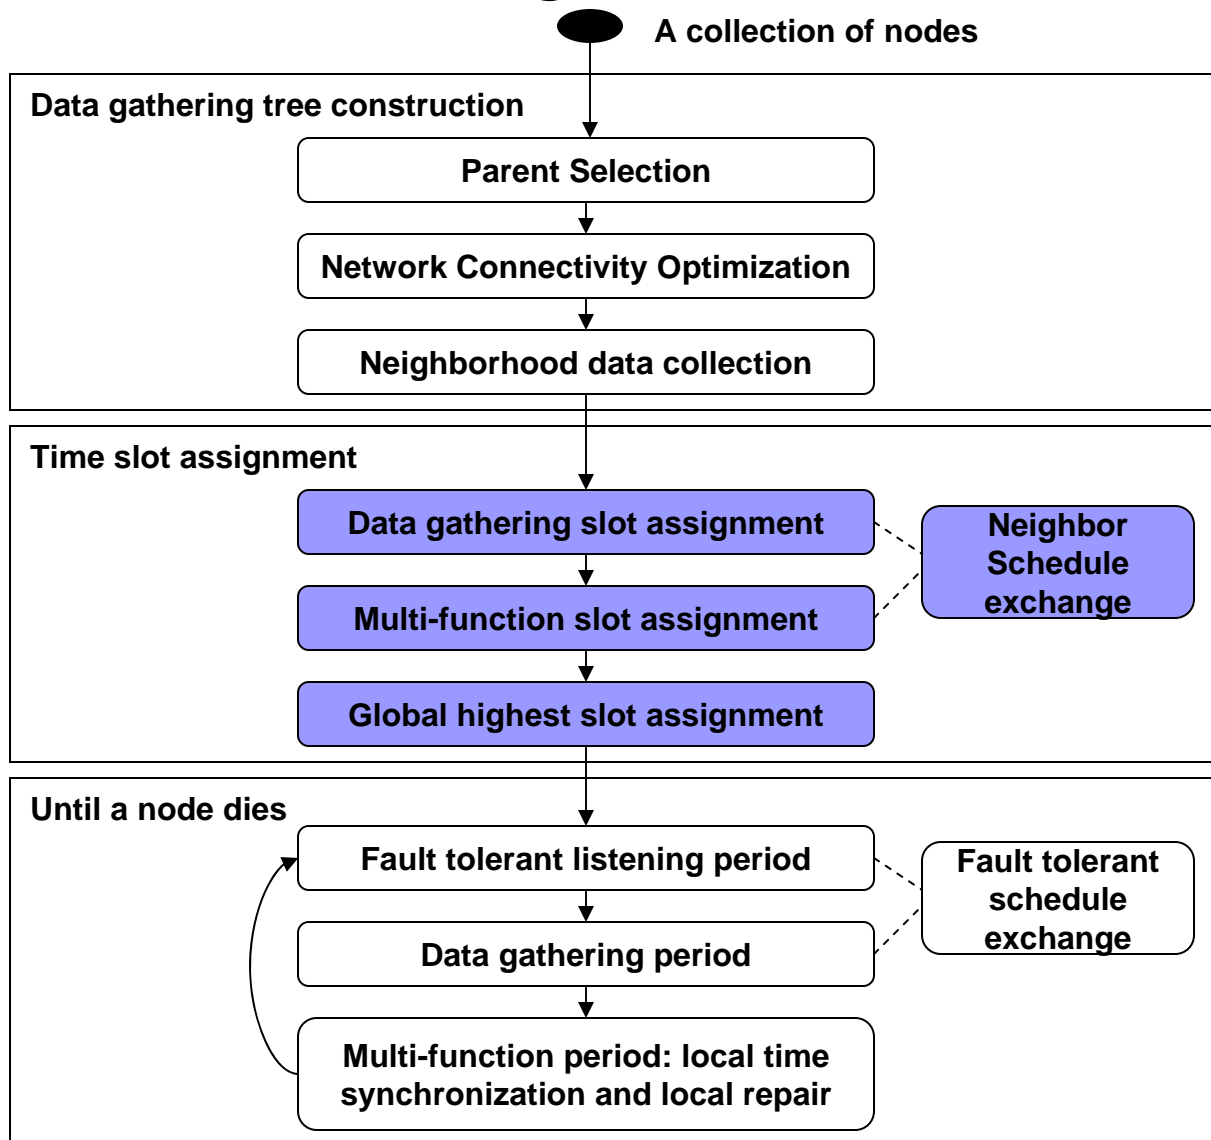 A collection of nodes
Data gathering tree construction
Parent Selection
Network Connectivity Optimization
Neighborhood data collection
Time slot assignment
Data gathering slot assignment
Neighbor
Schedule
exchange
Multi-function slot assignment
Global highest slot assignment
Until a node dies
Fault tolerant listening period
Fault tolerant
schedule
exchange
Data gathering period
Multi-function period: local time
synchronization and local repair